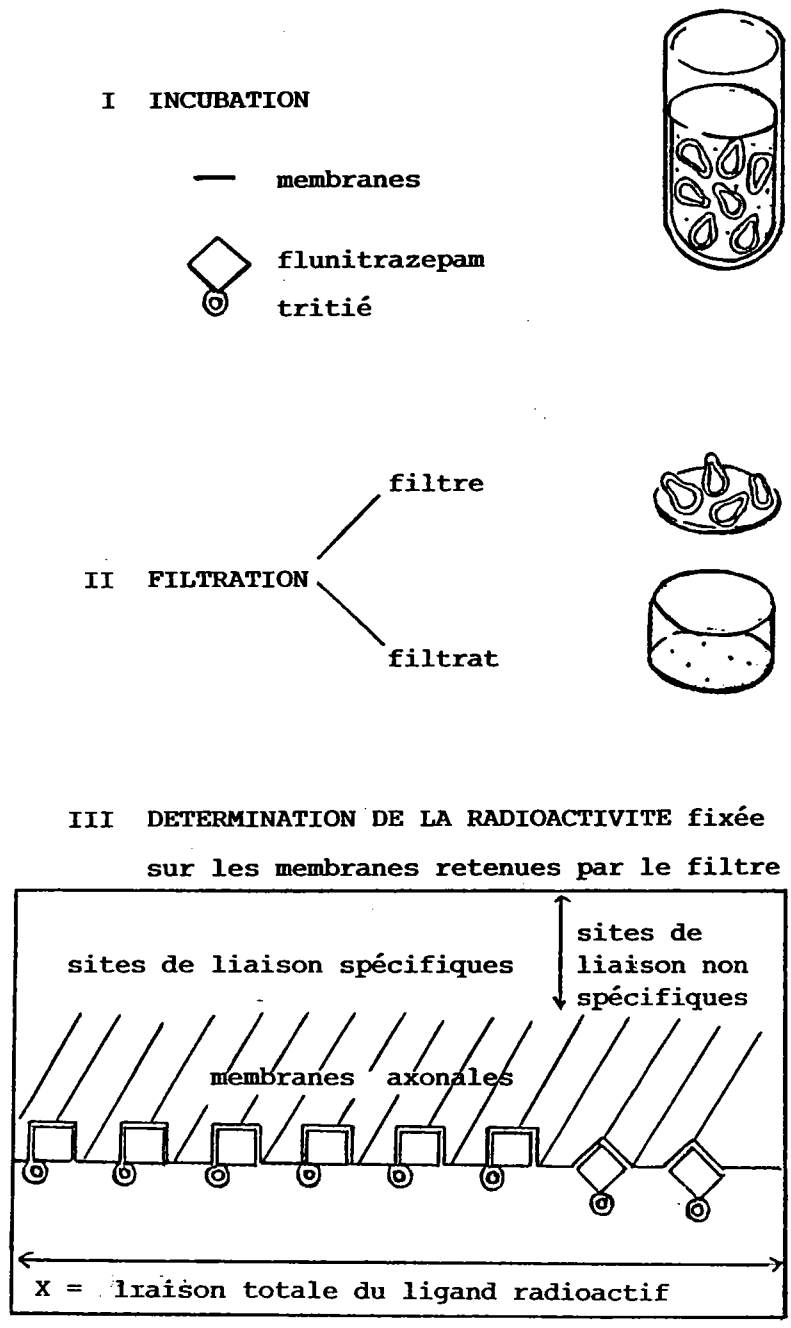 I INCUBATION
membranes
flunitrazepam
tritié
filtre
II FILTRATION
filtrat
III DETERMINATION DE LA RADIOACTIVITE fixée
sur les membranes retenues par le filtre
sites de
sites de liaison spécifiques
liaison non
spécifiques
membranes axonales
X = liaison totale du ligand radioactif